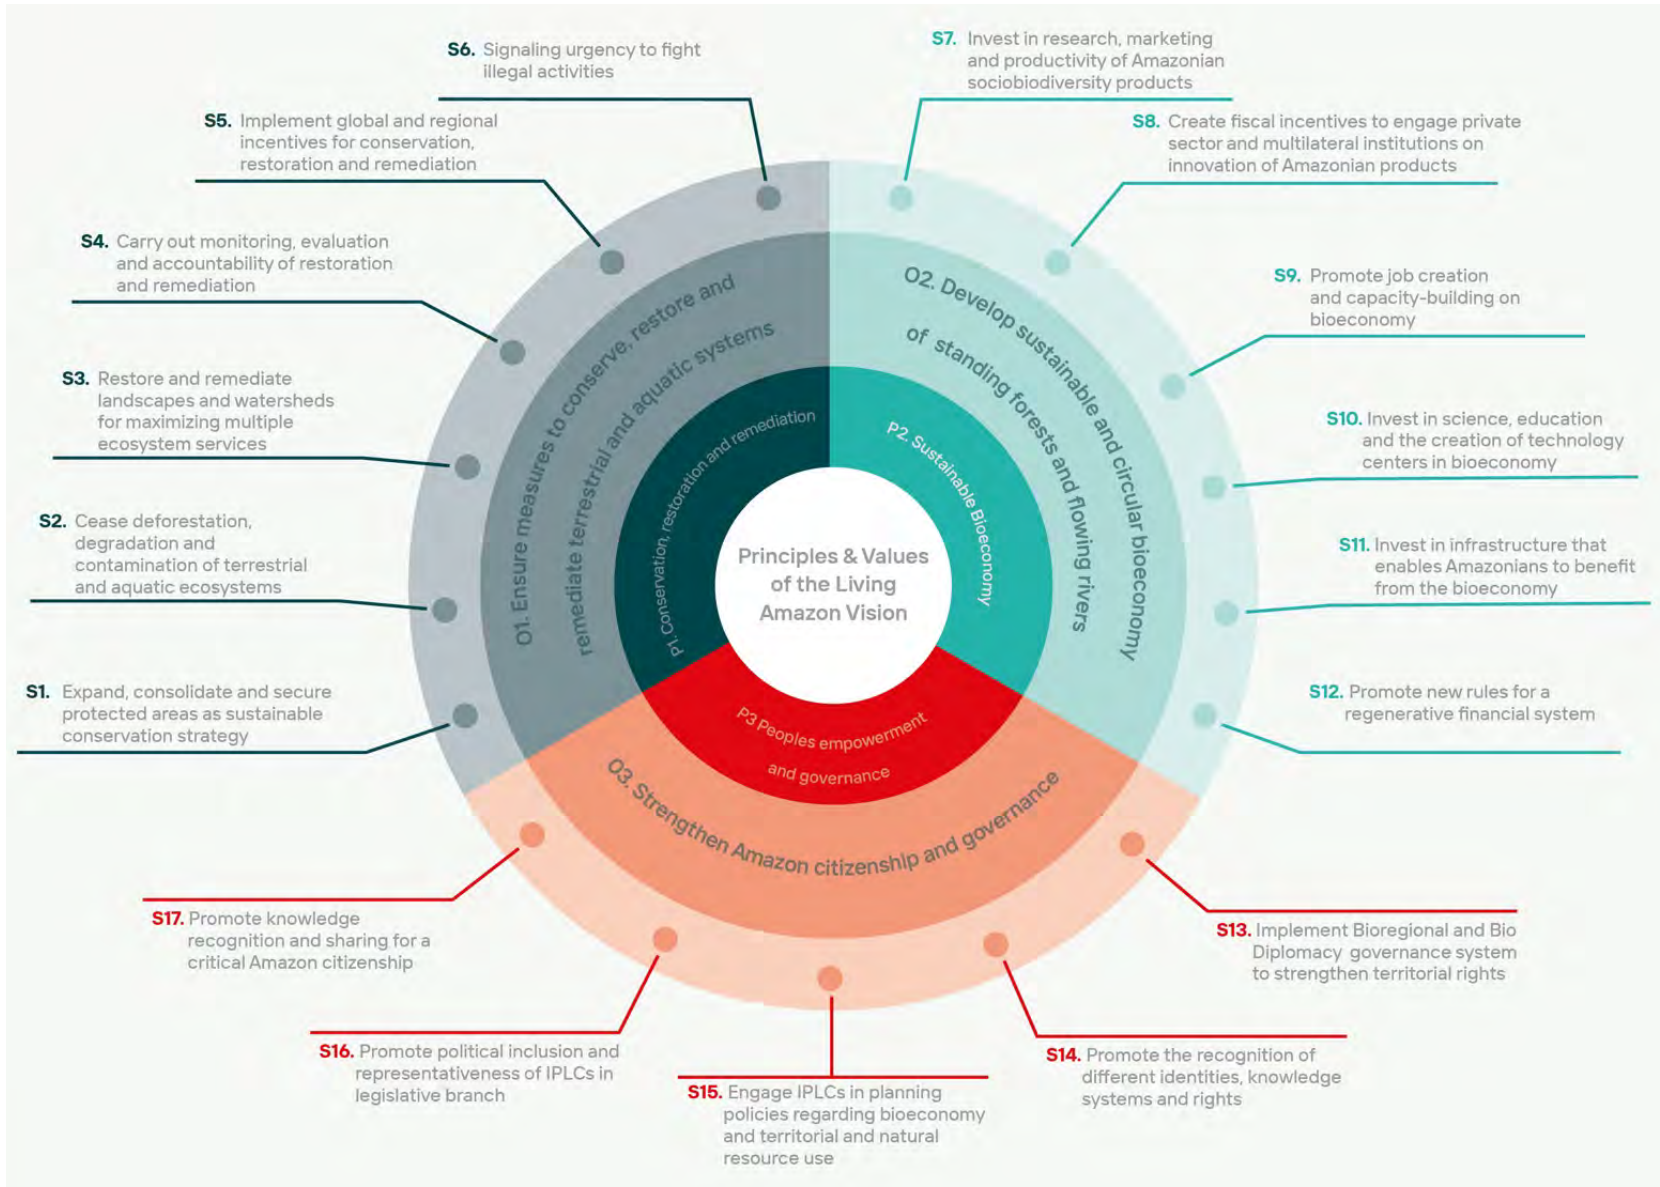 S6. Signaling urgency to fight
illegal activities
S5. Implement global and regional
incentives for conservation,
restoration and remediation
S4. Carry out monitoring, evaluation
and accountability of restoration
and remediation
S3. Restore and remediate
landscapes and watersheds
for maximizing multiple
ecosystem services
S2. Cease deforestation,
degradation and
contamination of terrestrial
and aquatic ecosystems
S1. Expand, consolidate and secure
protected areas as sustainable
conservation strategy
S7. Invest in research, marketing
and productivity of Amazonian
sociobiodiversity products
S8. Create fiscal incentives to engage private
sector and multilateral institutions on
innovation of Amazonian products
S9. Promote job creation
and capacity-building on
bioeconomy
S10. Invest in science, education
and the creation of technology
centers in bioeconomy
S11. Invest in infrastructure that
enables Amazonians to benefit
from the bioeconomy
S12. Promote new rules for a
regenerative financial system
O1. Ensure measures to conserve, restore and
remediate terrestrial and aquatic systems
P1. Conservation, restoration and remediation
O2. Develop sustainable and circular bioeconomy
of standing forests and flowing rivers
P2. Sustainable Bioeconomy
Principles & Values
of the Living
Amazon Vision
P3 Peoples empowerment
and governance
O3. Strengthen Amazon citizenship and governance
S17. Promote knowledge
recognition and sharing for a
critical Amazon citizenship
S16. Promote political inclusion and
representativeness of IPLCs in
legislative branch
S15. Engage IPLCs in planning
policies regarding bioeconomy
and territorial and natural
resource use
S14. Promote the recognition of
different identities, knowledge
systems and rights
S13. Implement Bioregional and Bio
Diplomacy governance system
to strengthen territorial rights